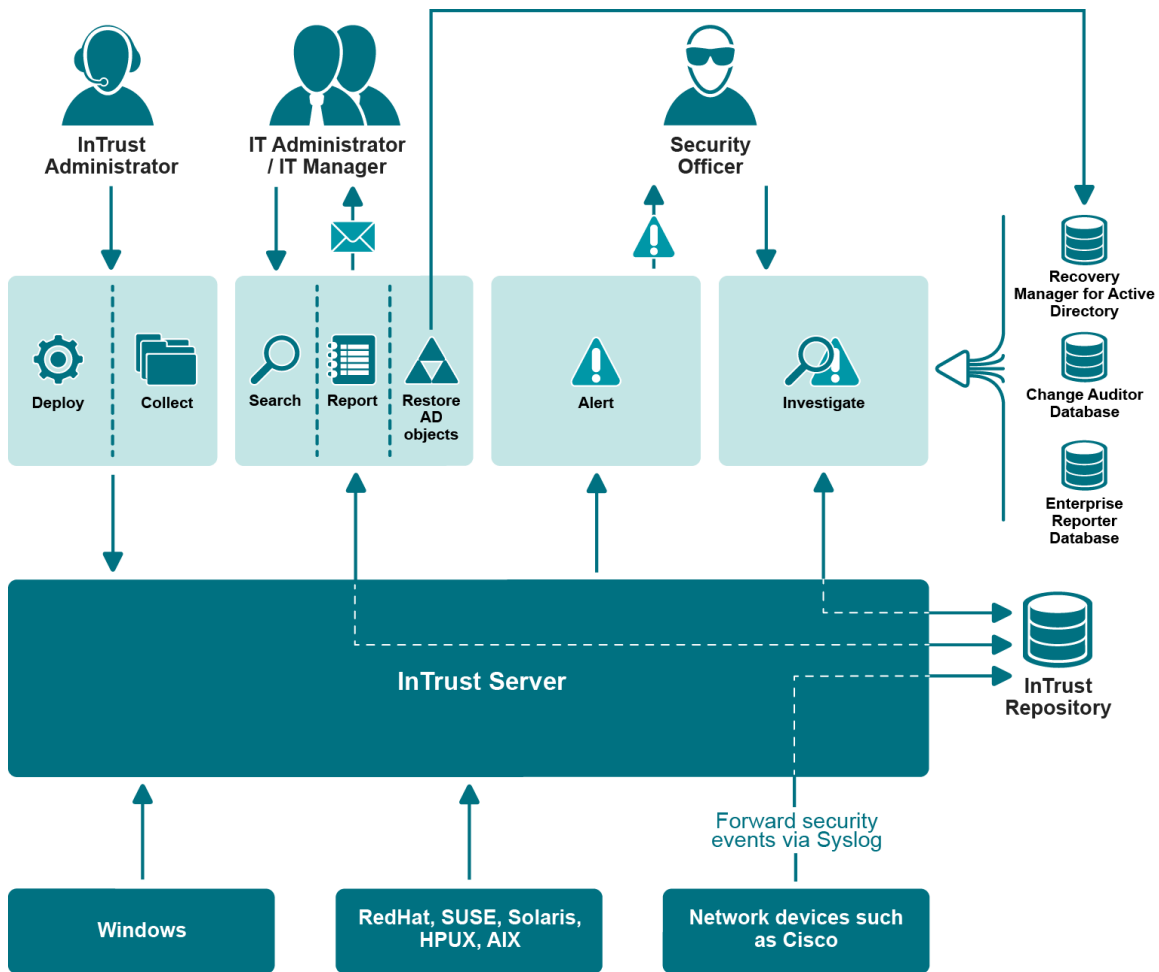 InTrust
Administrator
IT Administrator
/ IT Manager
Security
Officer
Recovery
Manager for Active
Directory
Change Auditor
Database
Enterprise
Reporter
Database
Deploy
Collect
Search
Report
Restore
AD
objects
Alert
Investigate
InTrust Server
InTrust
Repository
Forward security
events via Syslog
Windows
RedHat, SUSE, Solaris,
HPUX, AIX
Network devices such
as Cisco